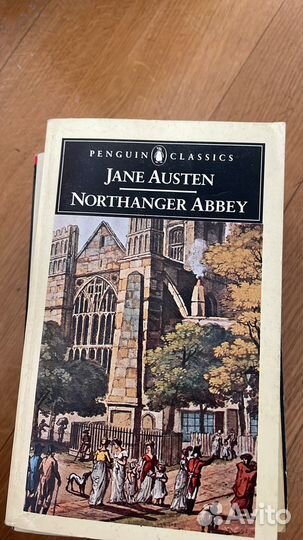 PENGUIN CLASSICS
JANE AUSTEN
NORTHANGER ABBEY
Avito